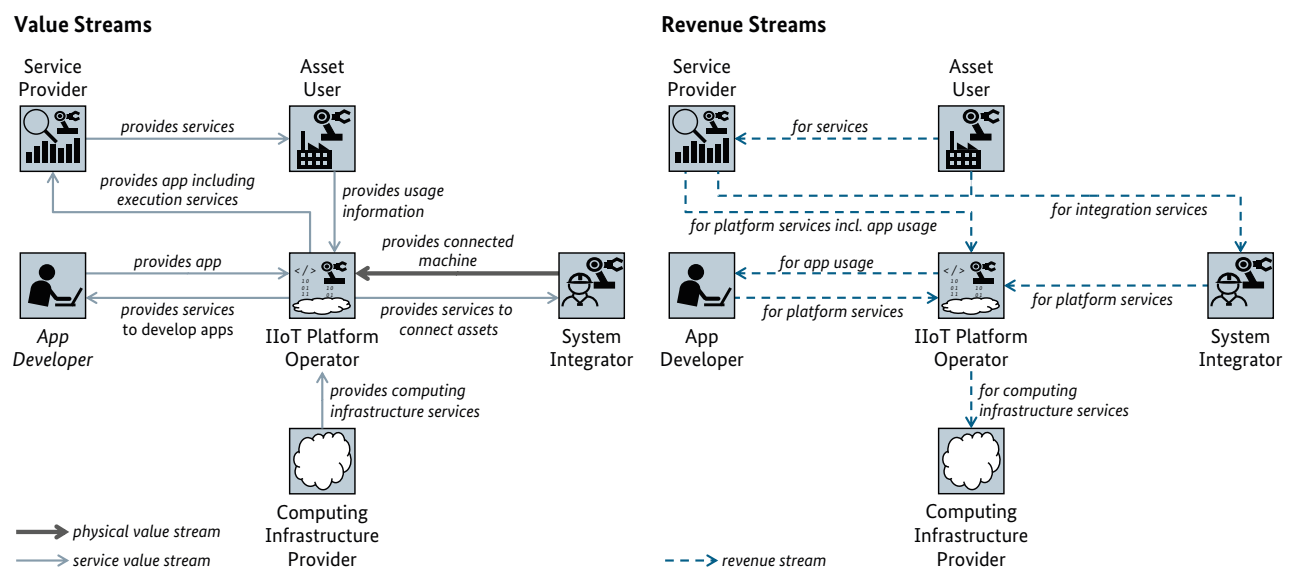 Value Streams
Service
Provider
Asset
User
provides services
provides app including
execution services
provides usage
information
provides connected
machine
provides app
provides services
to develop apps
provides services to
connect assets
App
Developer
IIoT Platform
Operator
System
Integrator
provides computing
infrastructure services
Computing
Infrastructure
Provider
physical value stream
service value stream
Revenue Streams
Service
Provider
Asset
User
for services
for integration services
for platform services incl. app usage
for app usage
for platform services
for platform services
App
Developer
IIoT Platform
Operator
System
Integrator
for computing
infrastructure services
Computing
Infrastructure
Provider
revenue stream